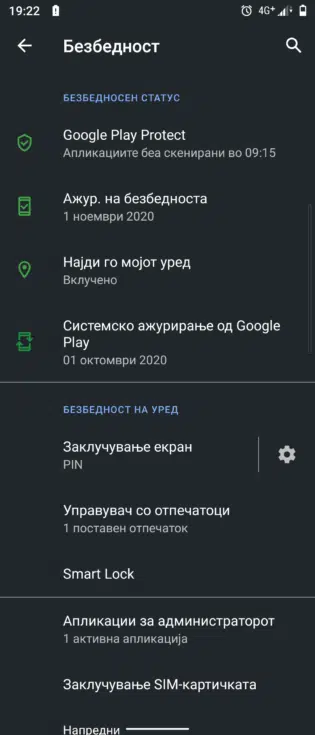 19:22 4G+
Безбедност
БЕЗБЕДНОСЕН СТАТУС
Google Play Protect
Апликациите беа скенирани во 09:15
Ажур. на безбедноста
1 ноември 2020
Најди го мојот уред
Вклучено
Системско ажурирање од Google
Play
01 октомври 2020
БЕЗБЕДНОСТ НА УРЕД
Заклучување екран
PIN
Управувач со отпечатоци
1 поставен отпечаток
Smart Lock
Апликации за администраторот
1 активна апликација
Заклучување SIM-картичката
Напредни